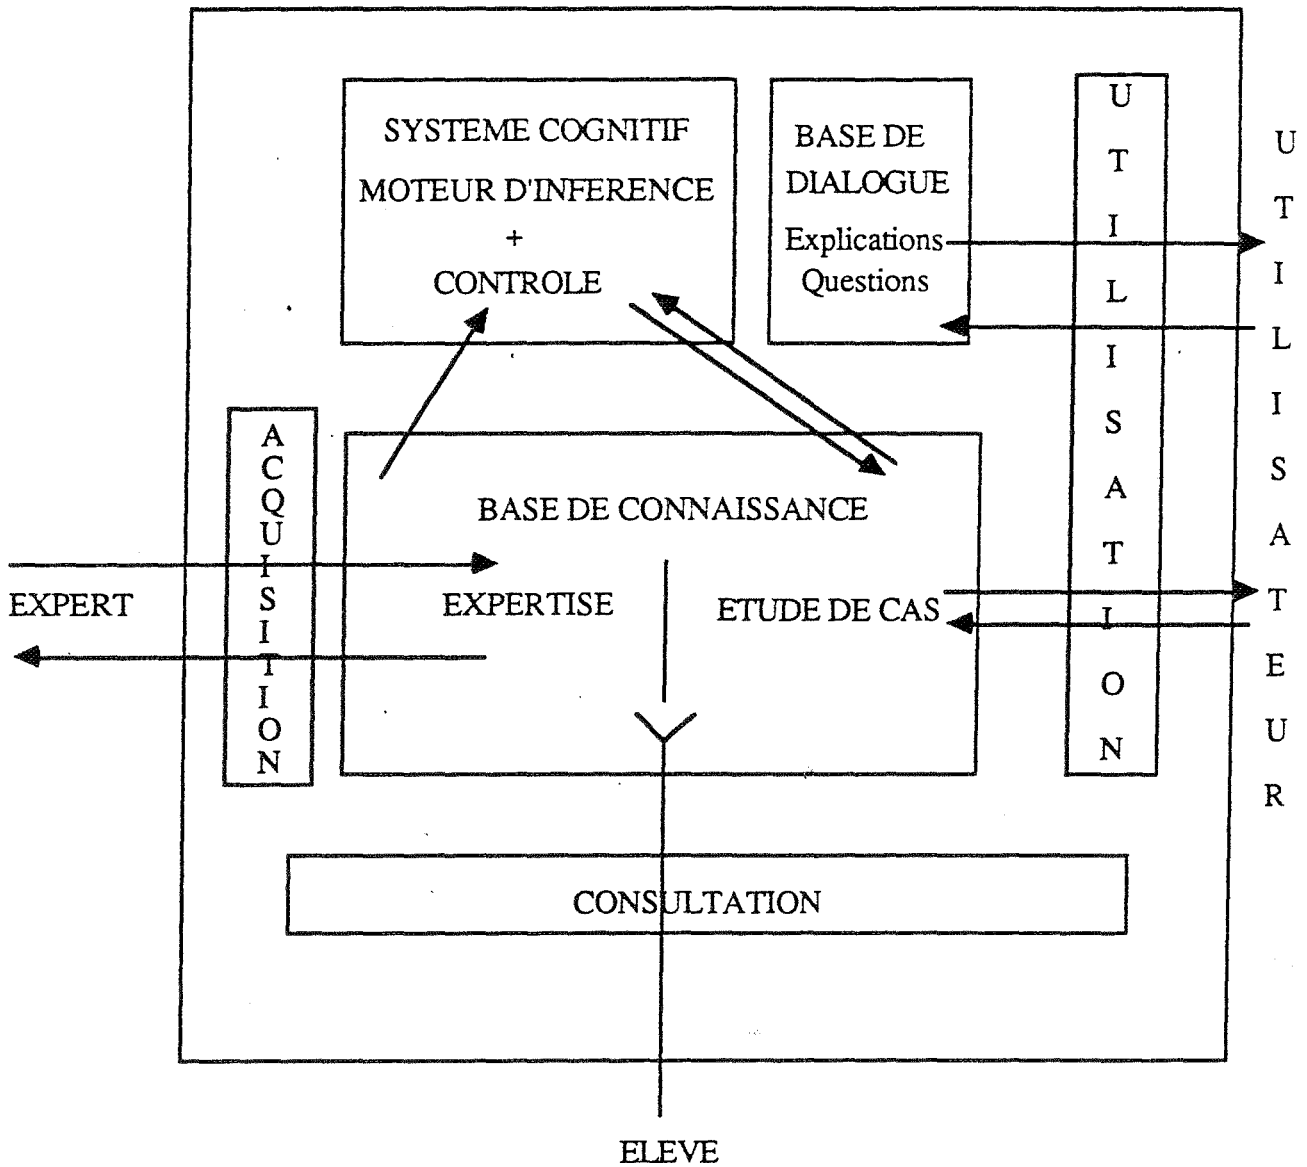 SYSTEME COGNITIF
MOTEUR D'INFERENCE
+
CONTROLE
BASE DE
DIALOGUE
Explications
Questions
UTILISATION
UTILISATEUR
ACQUISITION
BASE DE CONNAISSANCE
EXPERT
EXPERTISE
ETUDE DE CAS
CONSULTATION
ELEVE